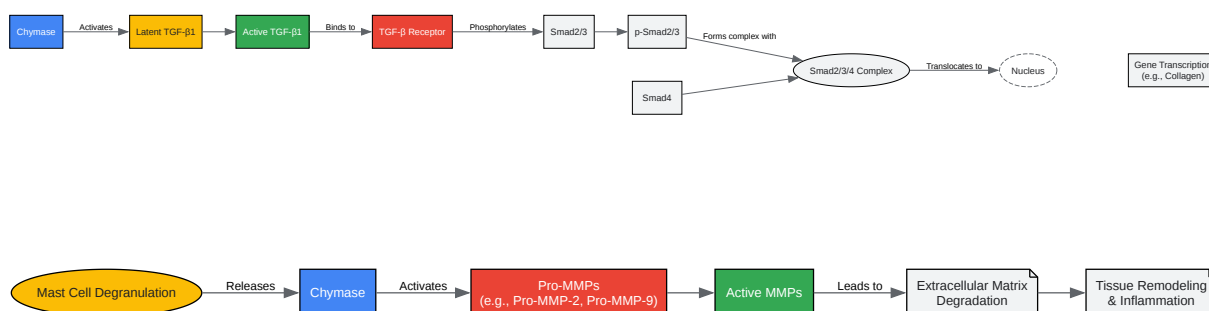 Chymase
Activates
Latent TGF-β1
Active TGF-β1
Binds to
TGF-β Receptor
Phosphorylates
Smad2/3
p-Smad2/3
Forms complex with
Smad4
Smad2/3/4 Complex
Translocates to
Nucleus
Gene Transcription
(e.g., Collagen)
Mast Cell Degranulation
Releases
Chymase
Activates
Pro-MMPs
(e.g., Pro-MMP-2, Pro-MMP-9)
Active MMPs
Leads to
Extracellular Matrix
Degradation
Tissue Remodeling
& Inflammation